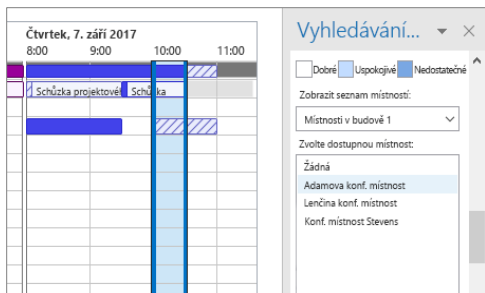 Čtvrtek, 7. září 2017
8:00 9:00 10:00 11:00
Schůzka projektové Schůzka
Vyhledávání...
Dobré Uspokojivé Nedostatečné
Zobrazit seznam místností:
Místnosti v budově 1
Zvolte dostupnou místnost:
Žádná
Adamova konf. místnost
Lenčina konf. místnost
Konf. místnost Stevens